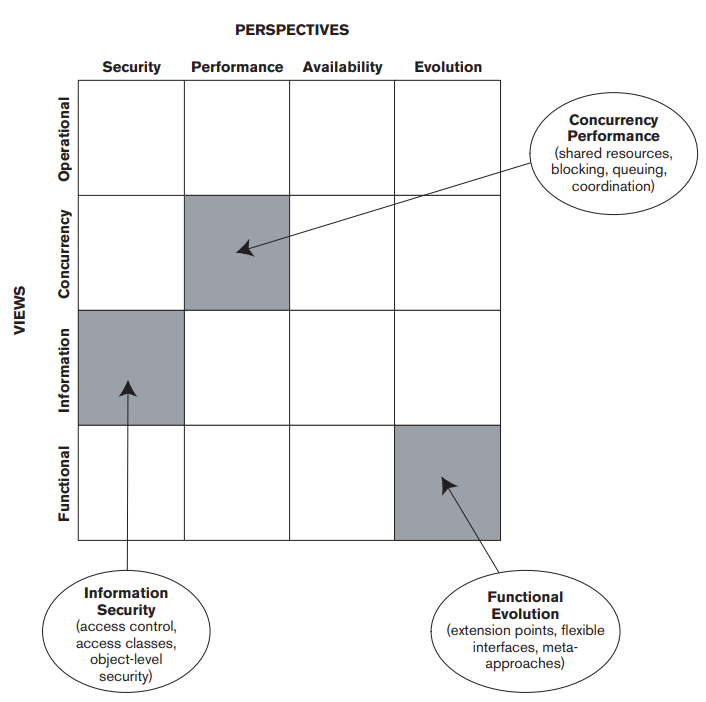 PERSPECTIVES
Security Performance Availability Evolution
VIEWS
Operational
Concurrency
Information
Functional
Concurrency
Performance
(shared resources,
blocking, queuing,
coordination)
Information
Security
(access control,
access classes,
object-level
security)
Functional
Evolution
(extension points, flexible
interfaces, meta-
approaches)